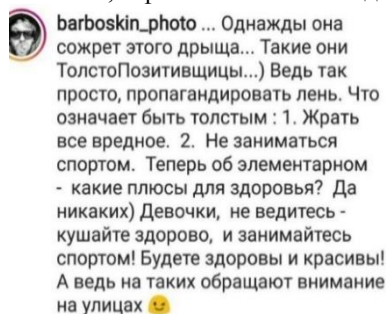 barboskin_photo ... Однажды она
сожрет этого дрыща... Такие они
ТолстоПозитивщицы...) Ведь так
просто, пропагандировать лень. Что
означает быть толстым : 1. Жрать
все вредное. 2. Не заниматься
спортом. Теперь об элементарном
- какие плюсы для здоровья? Да
никаких) Девочки, не ведитесь -
кушайте здорово, и занимайтесь
спортом! Будете здоровы и красивы!
А ведь на таких обращают внимание
на улицах 😉